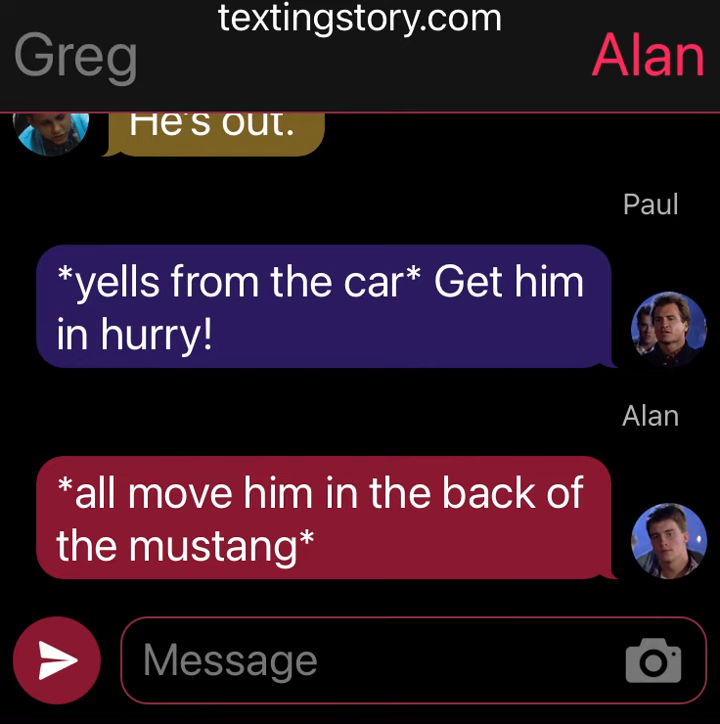 textingstory.com
Greg
Alan
He's out.
Paul
*yells from the car* Get him
in hurry!
Alan
*all move him in the back of
the mustang*
Message